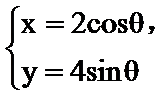 x = 2cosθ,
y = 4sinθ